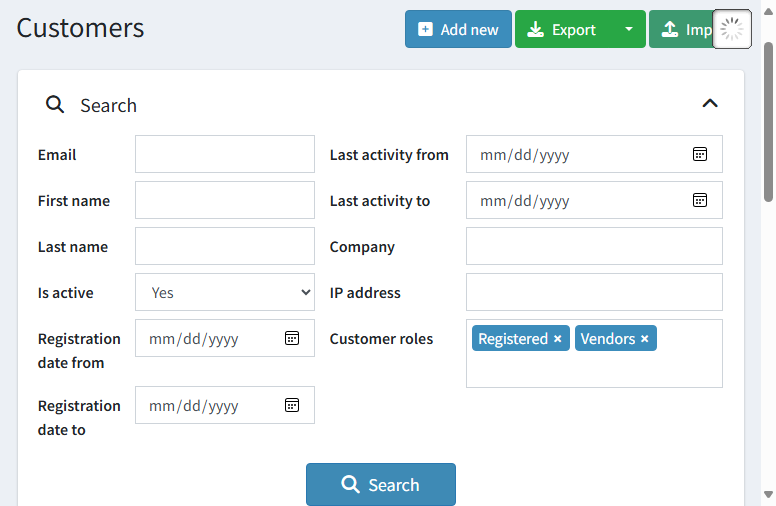 Customers
Add new
Export
Imp
Search
Email
Last activity from mm/dd/yyyy
First name
Last activity to mm/dd/yyyy
Last name
Company
Is active Yes
IP address
Registration date from mm/dd/yyyy
Customer roles Registered × Vendors ×
Registration date to mm/dd/yyyy
Search